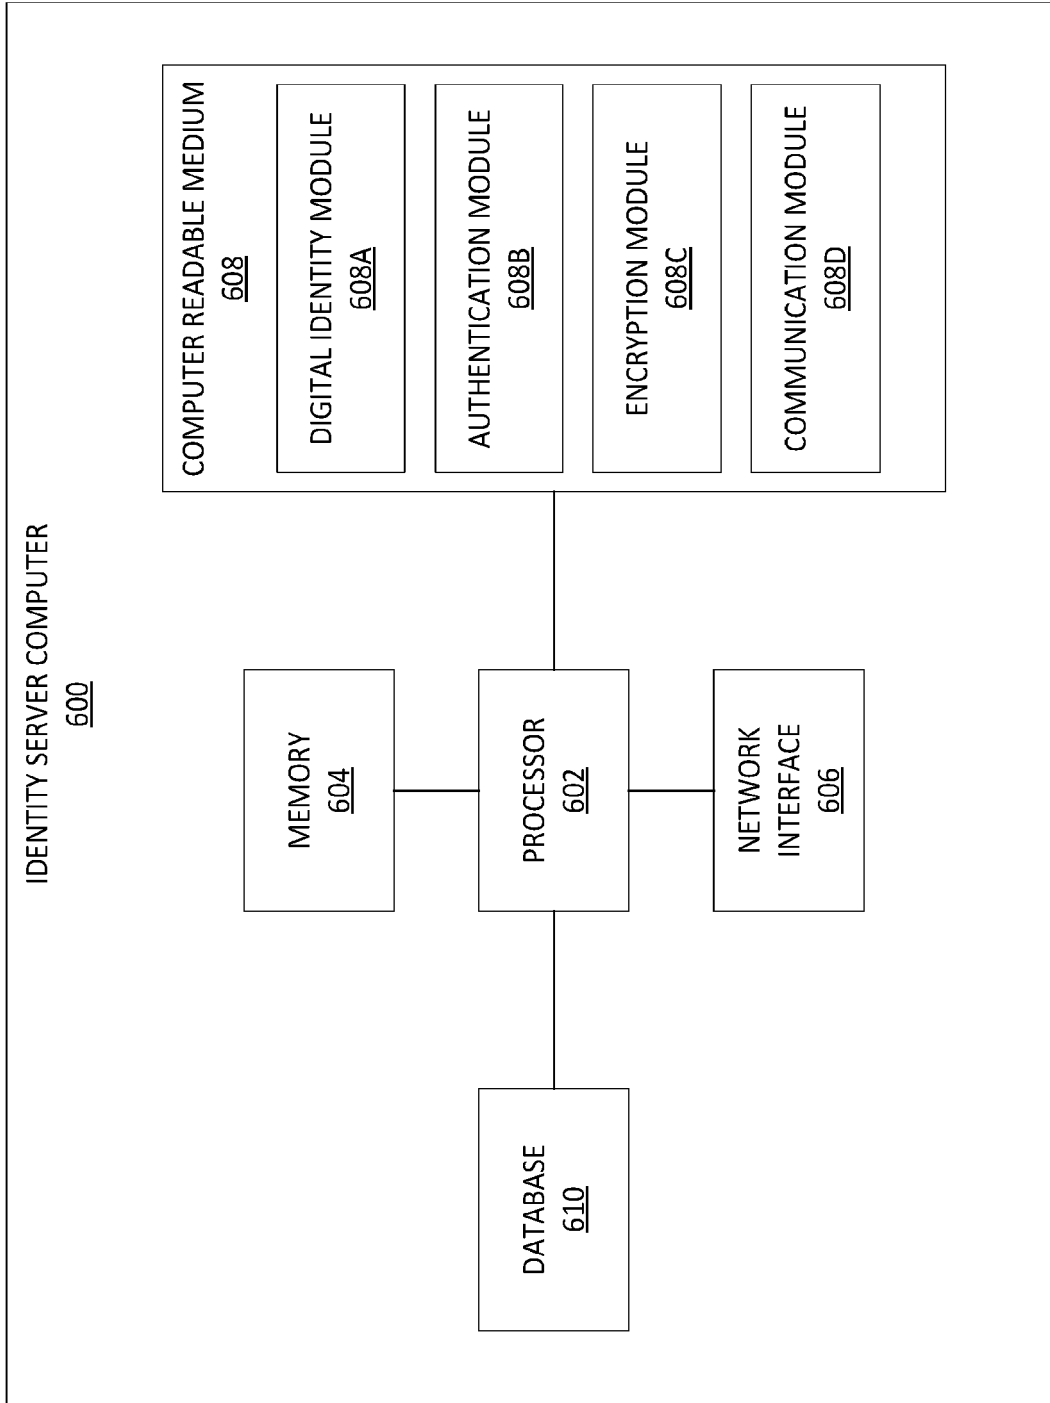 IDENTITY SERVER COMPUTER
600
COMPUTER READABLE MEDIUM
608
DIGITAL IDENTITY MODULE
608A
AUTHENTICATION MODULE
608B
ENCRYPTION MODULE
608C
COMMUNICATION MODULE
608D
MEMORY
604
PROCESSOR
602
NETWORK
INTERFACE
606
DATABASE
610